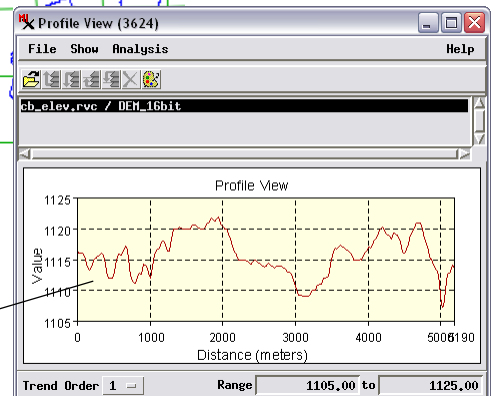 Profile View (3624)
File Show Analysis Help
cb_elev.rvc / DEM_16bit
Profile View
1125
1120
1115
1110
1105
Value
0 1000 2000 3000 4000 5000 5190
Distance (meters)
Trend Order 1 Range 1105.00 to 1125.00